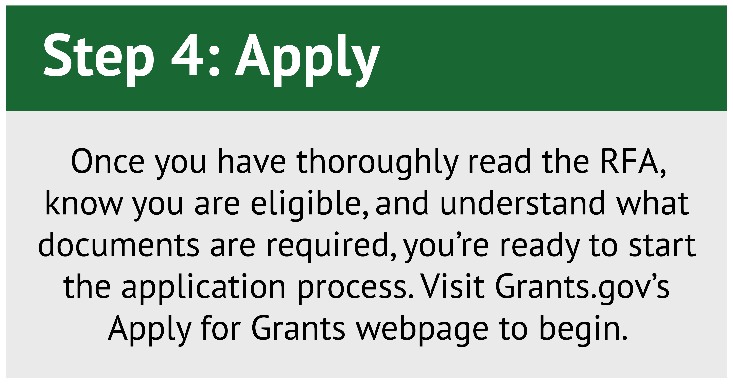 Step 4: Apply
Once you have thoroughly read the RFA,
know you are eligible, and understand what
documents are required, you’re ready to start
the application process. Visit Grants.gov’s
Apply for Grants webpage to begin.